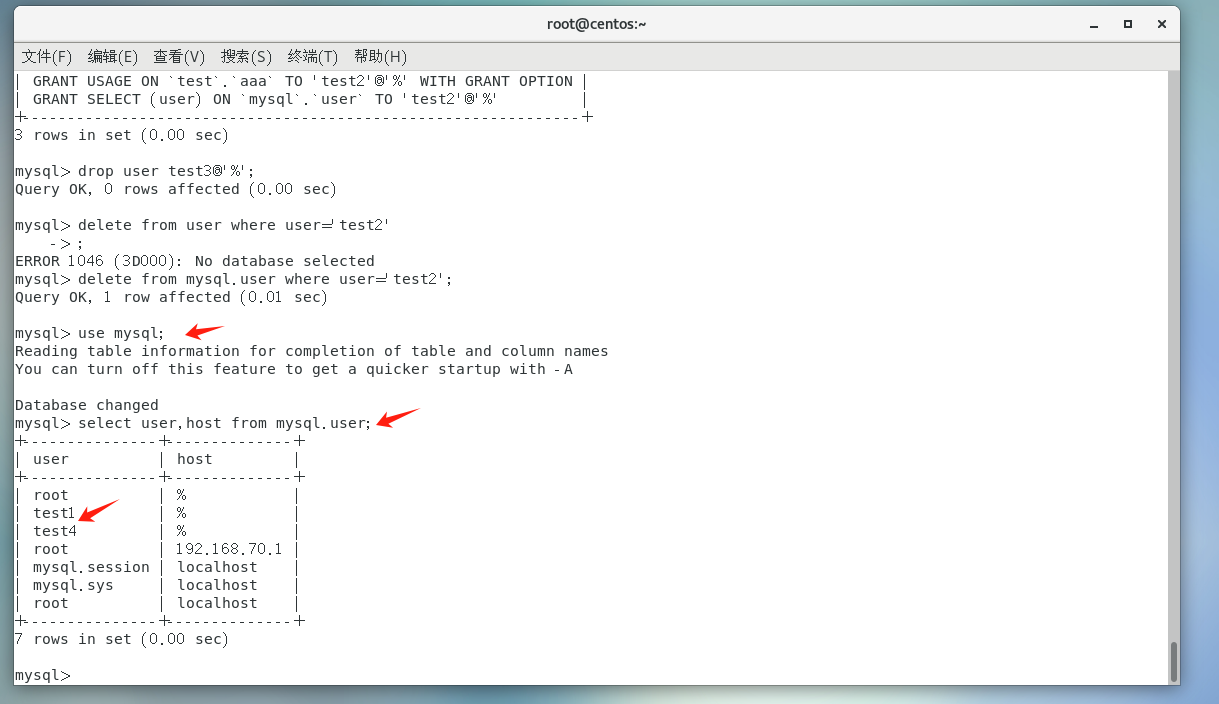 root@centos:~
文件(F) 编辑(E) 查看(V) 搜索(S) 终端(T) 帮助(H)
| GRANT USAGE ON `test`.`aaa` TO 'test2'@'%' WITH GRANT OPTION |
| GRANT SELECT (user) ON `mysql`.`user` TO 'test2'@'%'         |
+--------------------------------------------------------------+
3 rows in set (0.00 sec)
mysql> drop user test3@'%';
Query OK, 0 rows affected (0.00 sec)
mysql> delete from user where user='test2'
    -> ;
ERROR 1046 (3D000): No database selected
mysql> delete from mysql.user where user='test2';
Query OK, 1 row affected (0.01 sec)
mysql> use mysql;
Reading table information for completion of table and column names
You can turn off this feature to get a quicker startup with -A
Database changed
mysql> select user,host from mysql.user;
+---------------+--------------+
| user          | host         |
+---------------+--------------+
| root          | %            |
| test1         | %            |
| test4         | %            |
| root          | 192.168.70.1 |
| mysql.session | localhost    |
| mysql.sys     | localhost    |
| root          | localhost    |
+---------------+--------------+
7 rows in set (0.00 sec)
mysql>